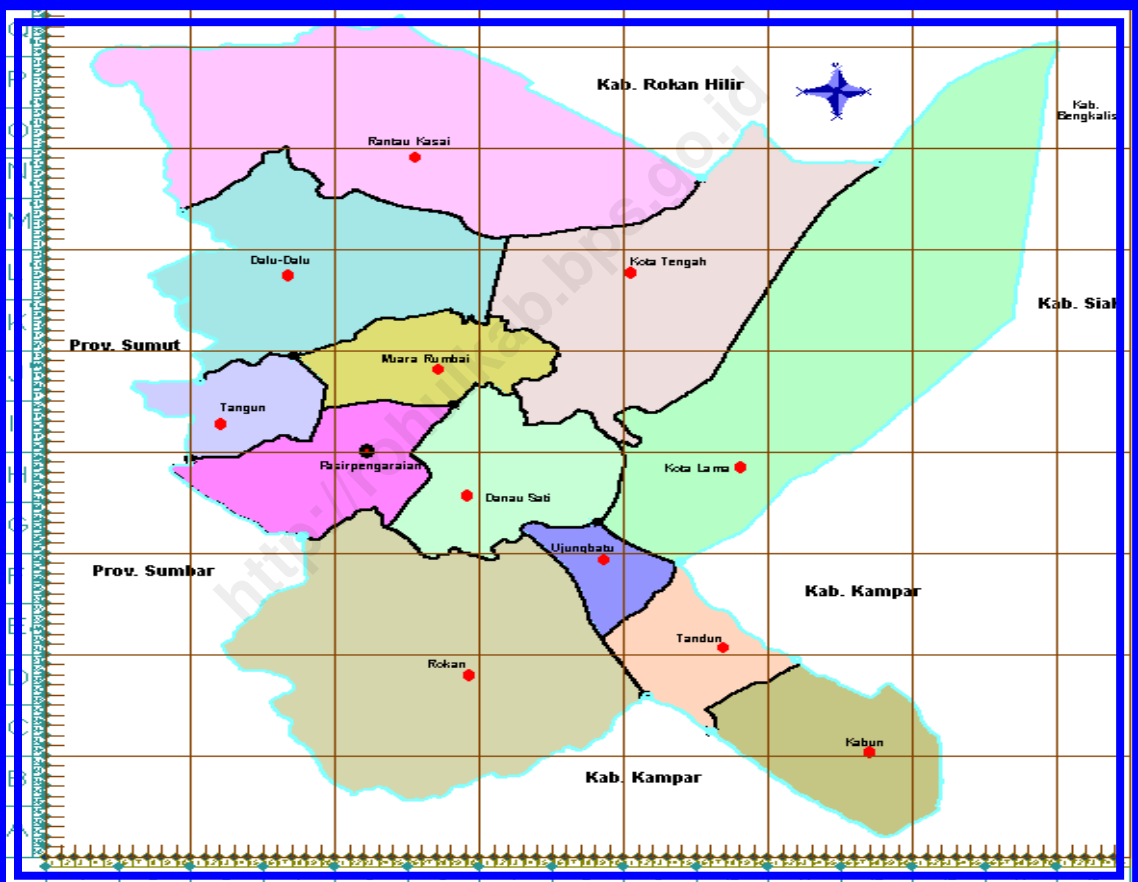 Q
P
Kab. Rokan Hilir
Kab.
Bengkalis
O
Rantau Kasai
N
M
Dalu-Dalu
Kota Tengah
L
Kab. Siak
K
Prov. Sumut
Muara Rumbai
J
Tangun
I
Pasirpengaraian
Kota Lama
H
Danau Sati
G
Ujungbatu
Prov. Sumbar
F
Kab. Kampar
E
Tandun
Rokan
D
C
Kabun
Kab. Kampar
B
A
http://rohulkab.bps.go.id